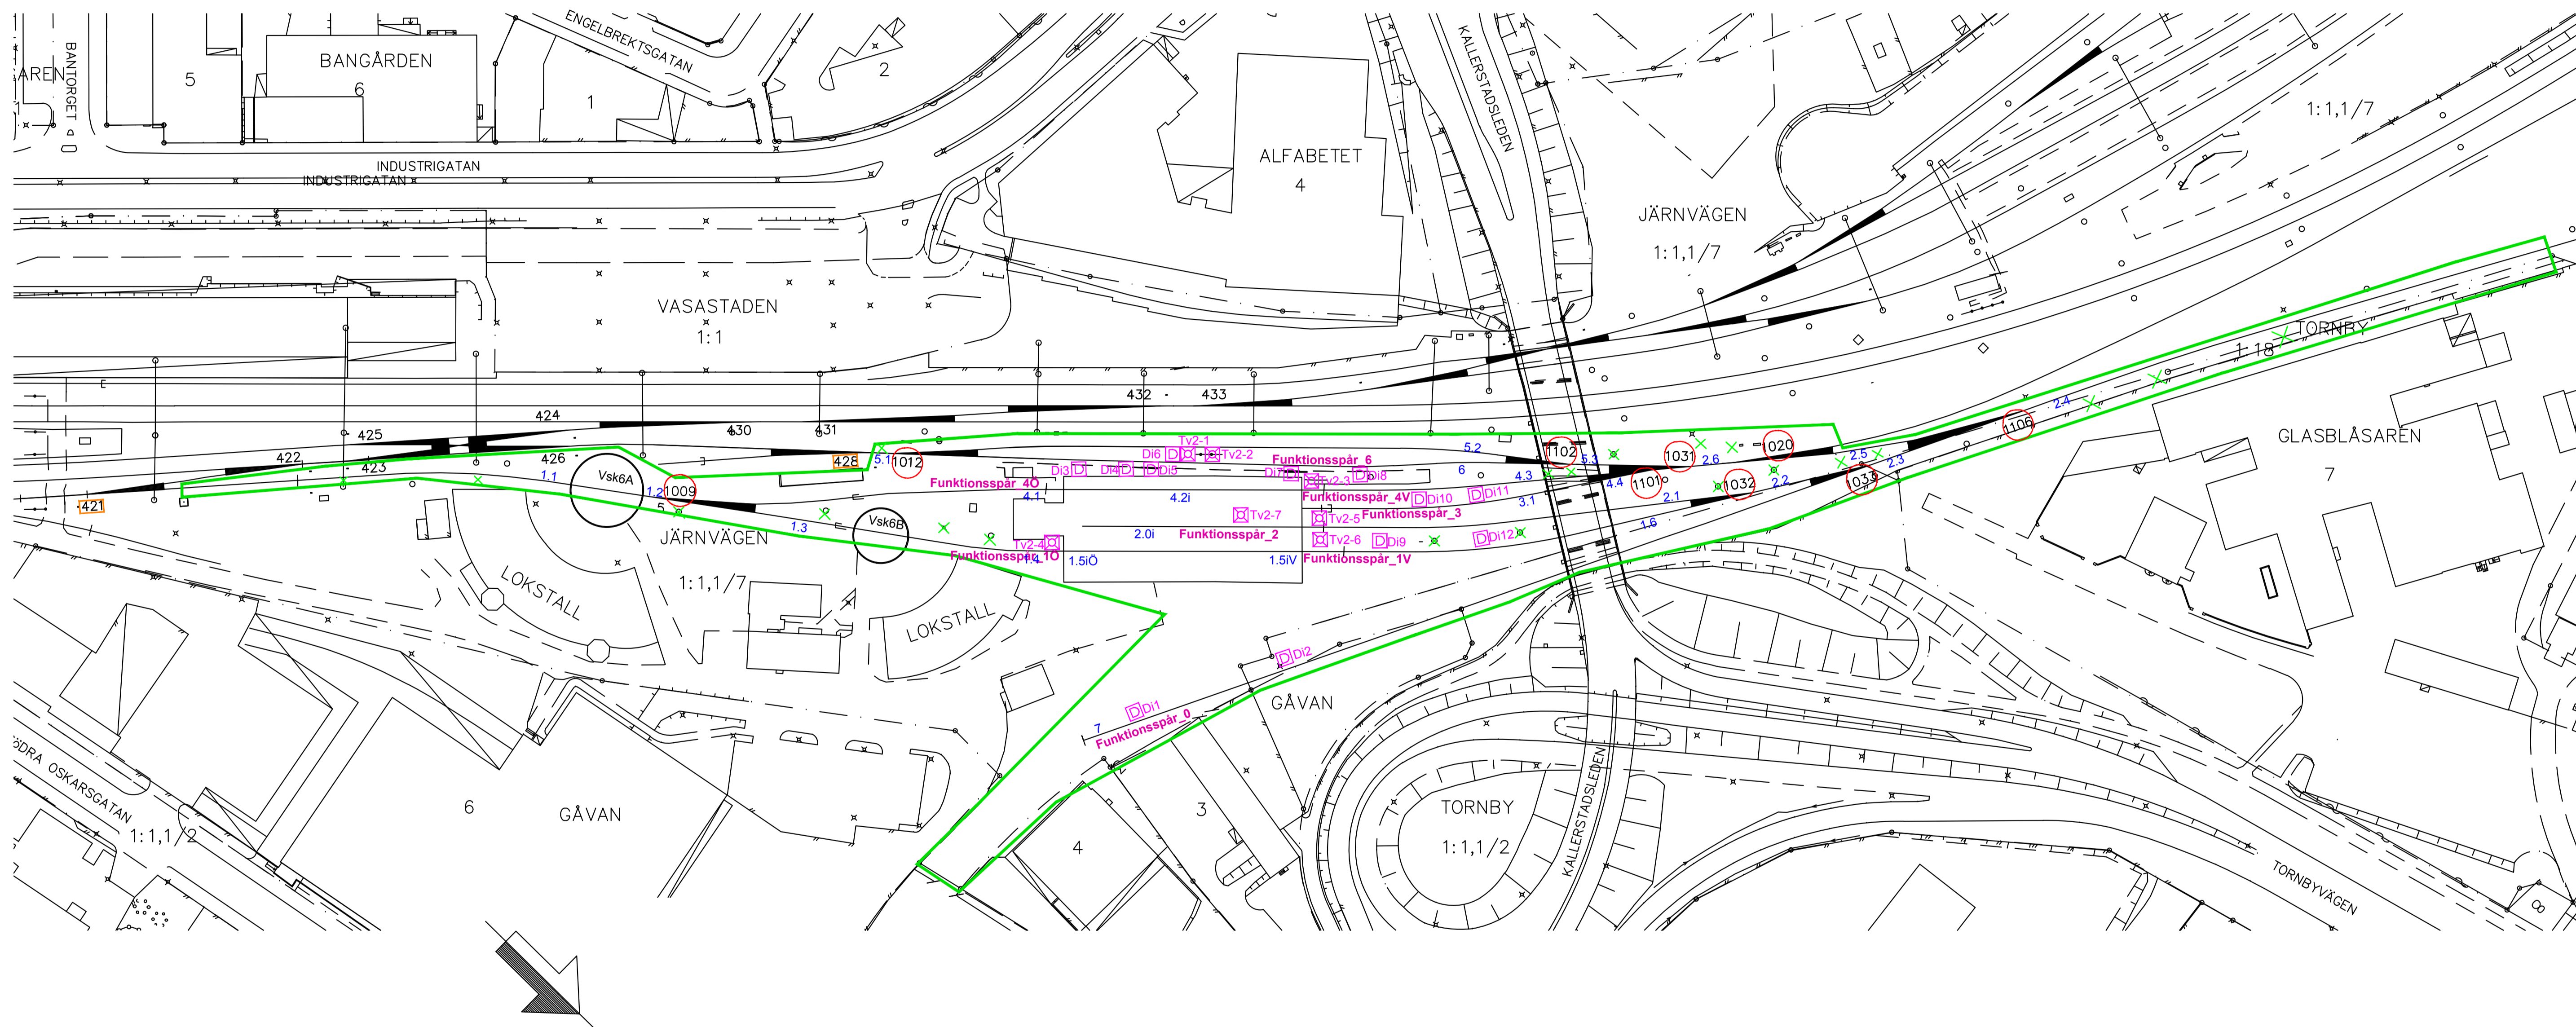 BANTORGET
AREN
1
5
BANGÅRDEN
6
ENGELBREKTSGATAN
1
2
INDUSTRIGATAN
INDUSTRIGATAN
ALFABETET
4
KALLERSTADSLEDEN
JÄRNVÄGEN
1:1,1/7
1:1,1/7
VASASTADEN
1:1
TORNBY
1:18
GLASBLÅSAREN
7
432
433
424
425
430
431
422
423
426
428
421
1.1
Vsk6A
1.2
1009
5
1.3
5.1
1012
Vsk6B
JÄRNVÄGEN
1:1,1/7
LOKSTALL
LOKSTALL
Tv2-1
Di6
Tv2-2
Di3
Di4
Di5
Funktionsspår_6
Di7
Di8
Tv2-3
Funktionsspår_4Ö
4.1
4.2i
Funktionsspår_4V
Di10
Di11
Tv2-7
Tv2-5
Funktionsspår_3
2.0i
Funktionsspår_2
Tv2-6
Di9
Di12
Tv2-4
Funktionsspår_1Ö
1.4
1.5iÖ
1.5iV
Funktionsspår_1V
5.2
6
1102
5.3
4.3
4.4
1101
3.1
1031
2.6
1020
1032
2.1
2.2
1.6
2.5
2.3
1033
1106
2.4
Di2
Di1
7
Funktionsspår_0
GÅVAN
3
4
6
GÅVAN
SÖDRA OSKARSGATAN
1:1,1/2
TORNBY
1:1,1/2
KALLERSTADSLEDEN
TORNBYVÄGEN